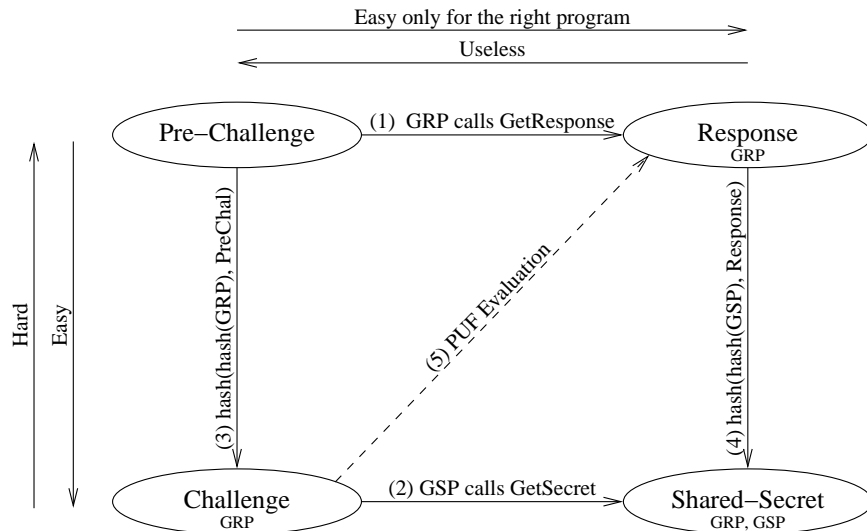 Easy only for the right program
Useless
Pre−Challenge
(1) GRP calls GetResponse
Response
GRP
Hard
Easy
(3) hash(hash(GRP), PreChal)
(5) PUF Evaluation
(4) hash(hash(GSP), Response)
Challenge
GRP
(2) GSP calls GetSecret
Shared−Secret
GRP, GSP